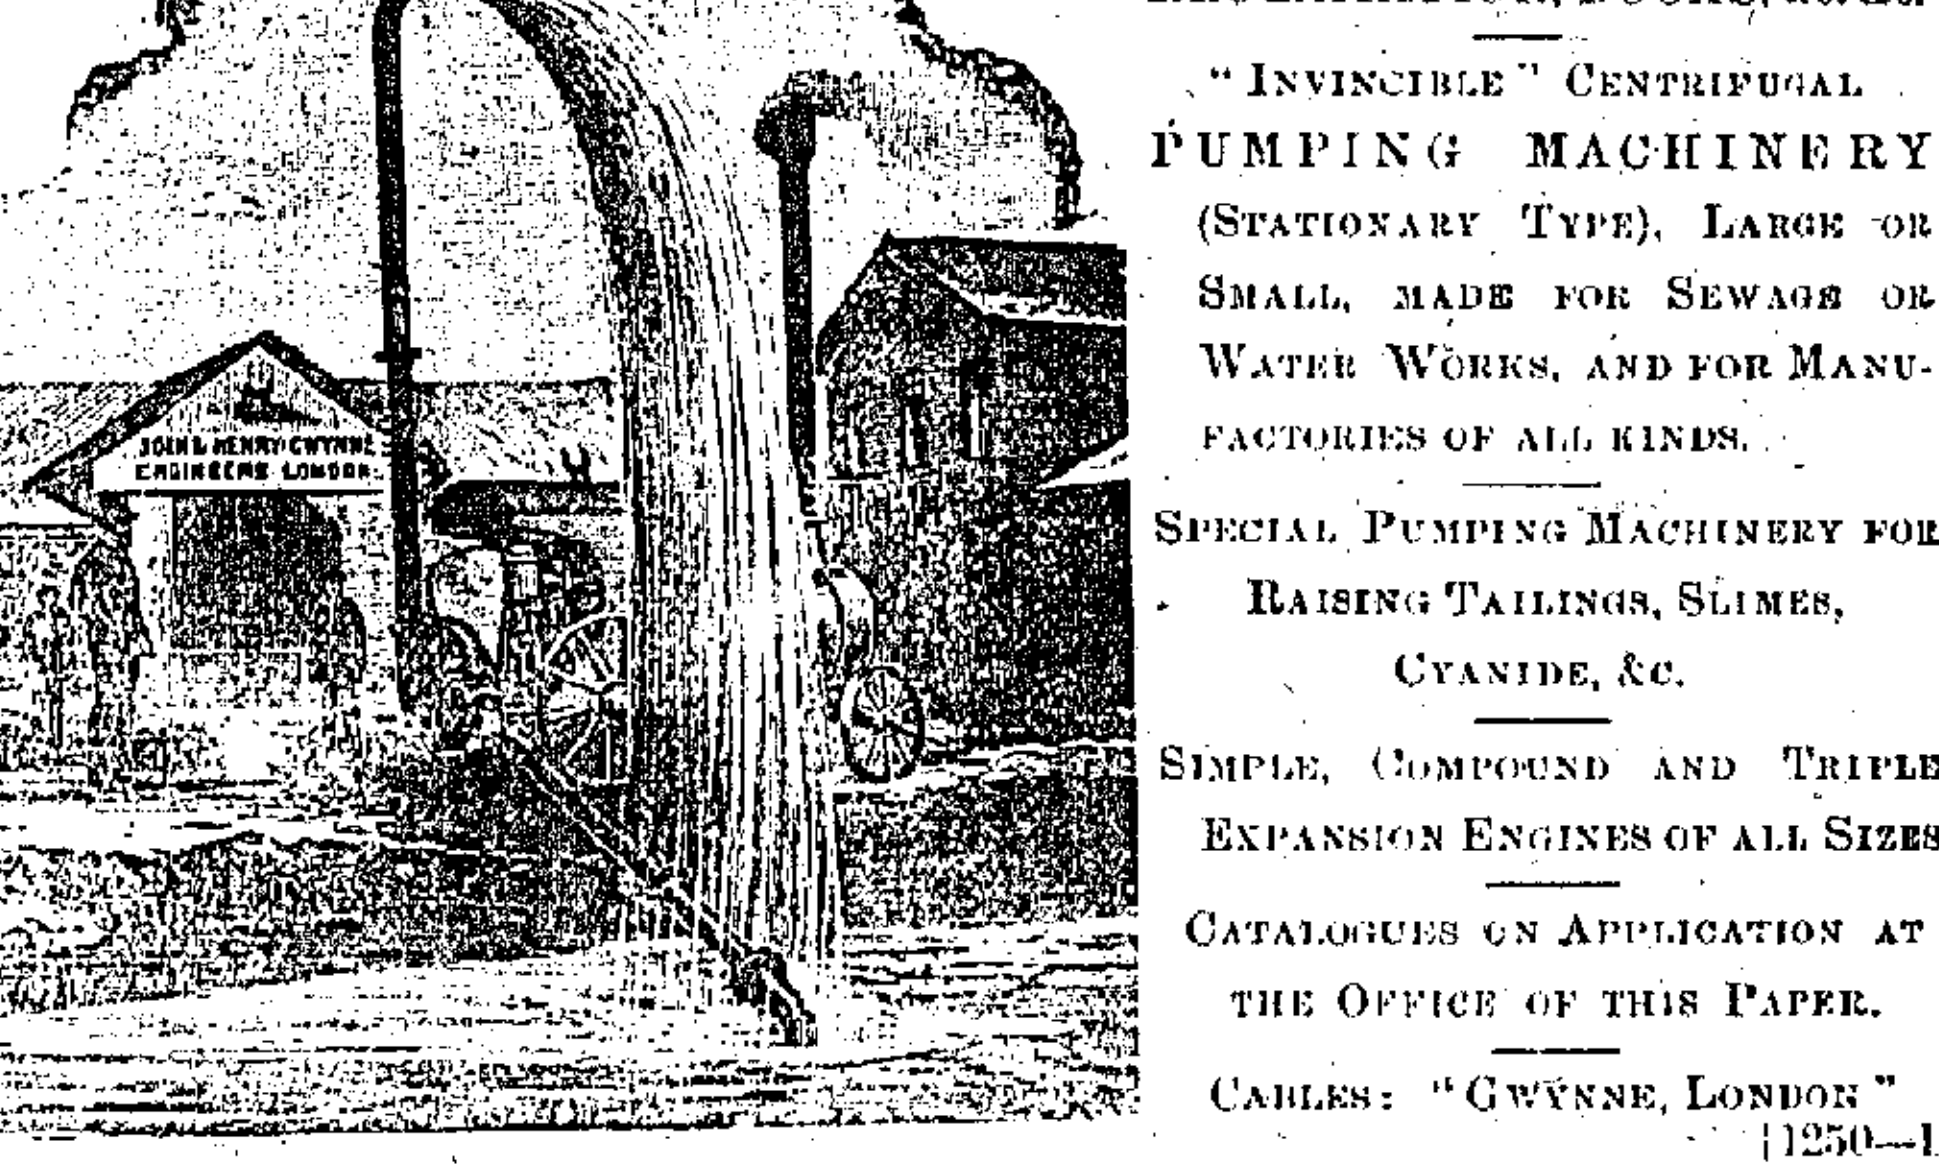 JOHN & HENRY GWYNNE
ENGINEERS LONDON
"INVINCIBLE" CENTRIFUGAL
PUMPING MACHINERY
(STATIONARY TYPE), LARGE OR
SMALL, MADE FOR SEWAGE OR
WATER WORKS, AND FOR MANU-
FACTORIES OF ALL KINDS.
SPECIAL PUMPING MACHINERY FOR
RAISING TAILINGS, SLIMES,
CYANIDE, &C.
SIMPLE, COMPOUND AND TRIPLE
EXPANSION ENGINES OF ALL SIZES
CATALOGUES ON APPLICATION AT
THE OFFICE OF THIS PAPER.
CABLES: "GWYNNE, LONDON"
[1250—1